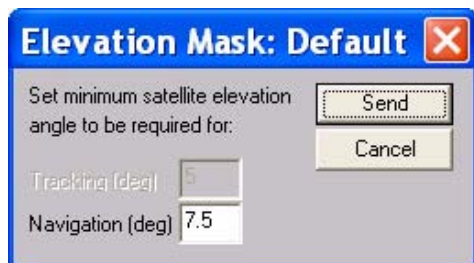 Elevation Mask: Default
Set minimum satellite elevation
angle to be required for:
Send
Cancel
Tracking (deg) 5
Navigation (deg) 7.5